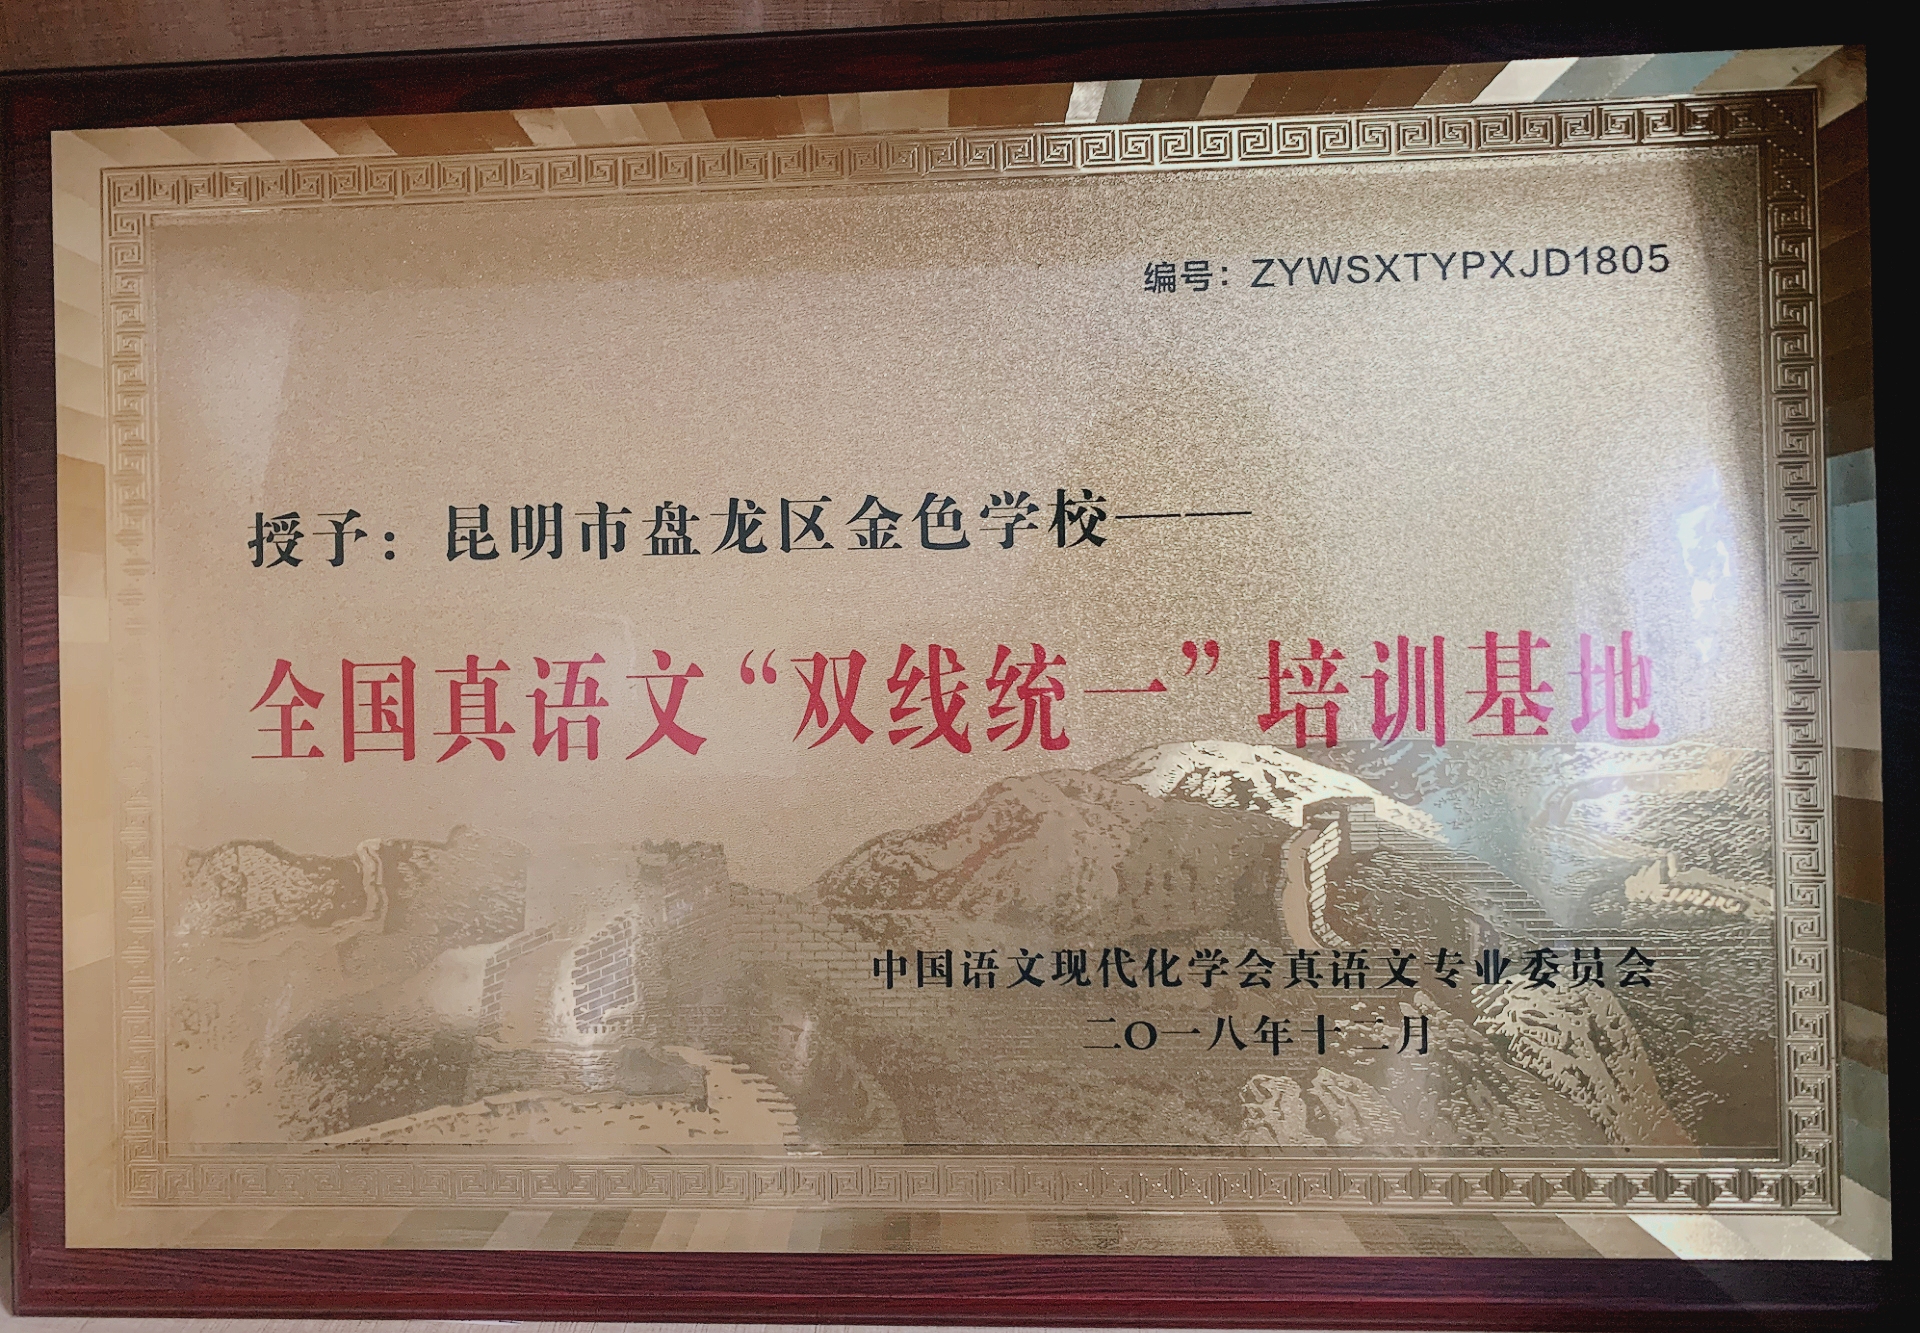 编号：ZYWSXTYPXJD1805
授予：昆明市盘龙区金色学校——
全国真语文“双线统一”培训基地
中国语文现代化学会真语文专业委员会
二〇一八年十二月